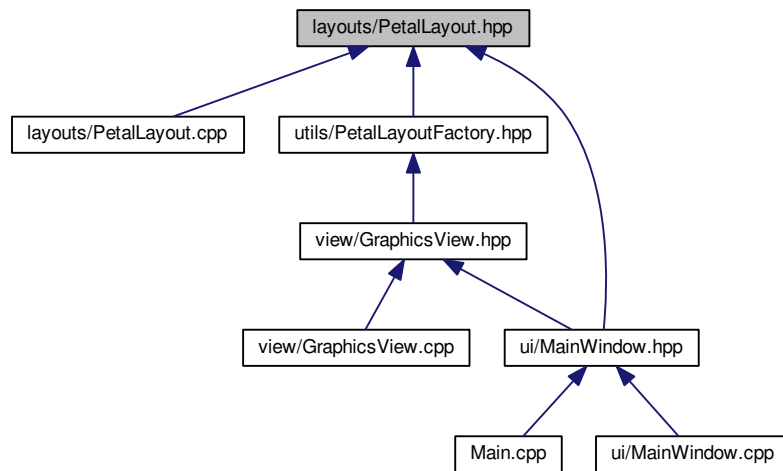 layouts/PetalLayout.hpp
layouts/PetalLayout.cpp
utils/PetalLayoutFactory.hpp
view/GraphicsView.hpp
view/GraphicsView.cpp
ui/MainWindow.hpp
Main.cpp
ui/MainWindow.cpp